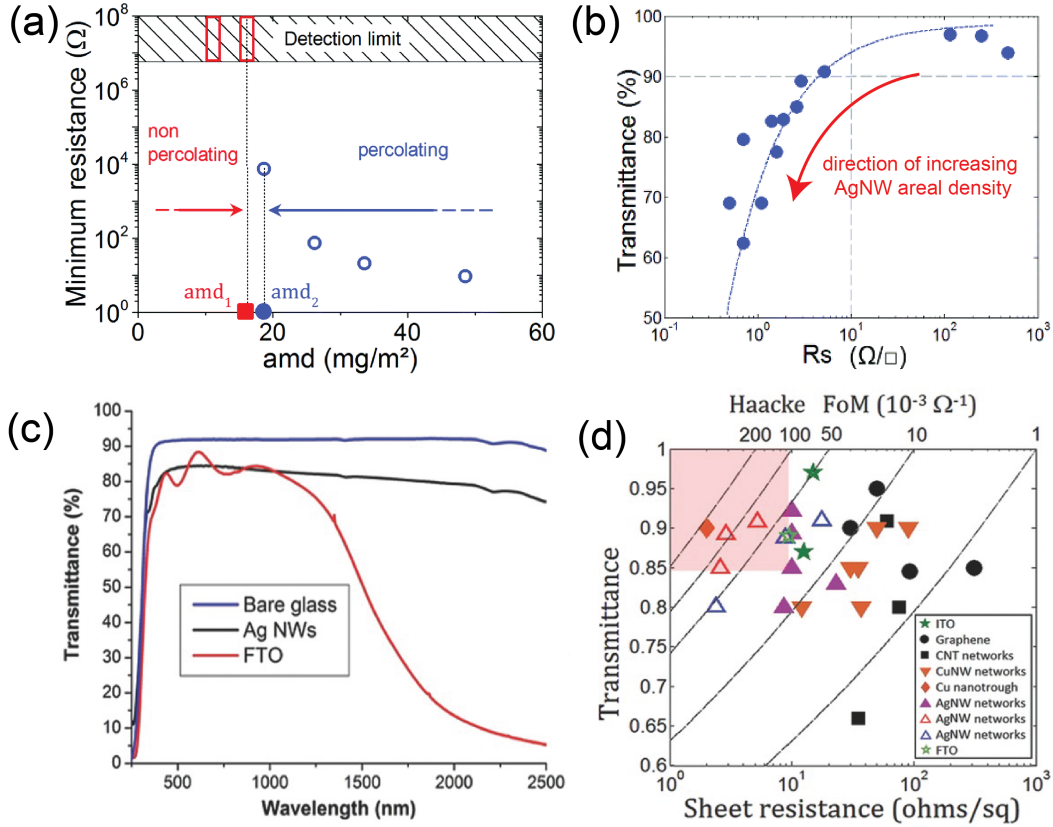 (a)
Minimum resistance (Ω)
10⁸
10⁶
10⁴
10²
10⁰
Detection limit
non
percolating
percolating
amd₁
amd₂
0
20
40
60
amd (mg/m²)
(b)
Transmittance (%)
100
90
80
70
60
50
direction of increasing
AgNW areal density
10⁻¹
10⁰
10¹
10²
10³
Rs (Ω/□)
(c)
Transmittance (%)
100
90
80
70
60
50
40
30
20
10
0
Bare glass
Ag NWs
FTO
500
1000
1500
2000
2500
Wavelength (nm)
(d)
Haacke FoM (10⁻³ Ω⁻¹)
200
100
50
10
1
Transmittance
1
0.95
0.9
0.85
0.8
0.75
0.7
0.65
0.6
ITO
Graphene
CNT networks
CuNW networks
Cu nanotrough
AgNW networks
AgNW networks
AgNW networks
FTO
10⁰
10¹
10²
10³
Sheet resistance (ohms/sq)